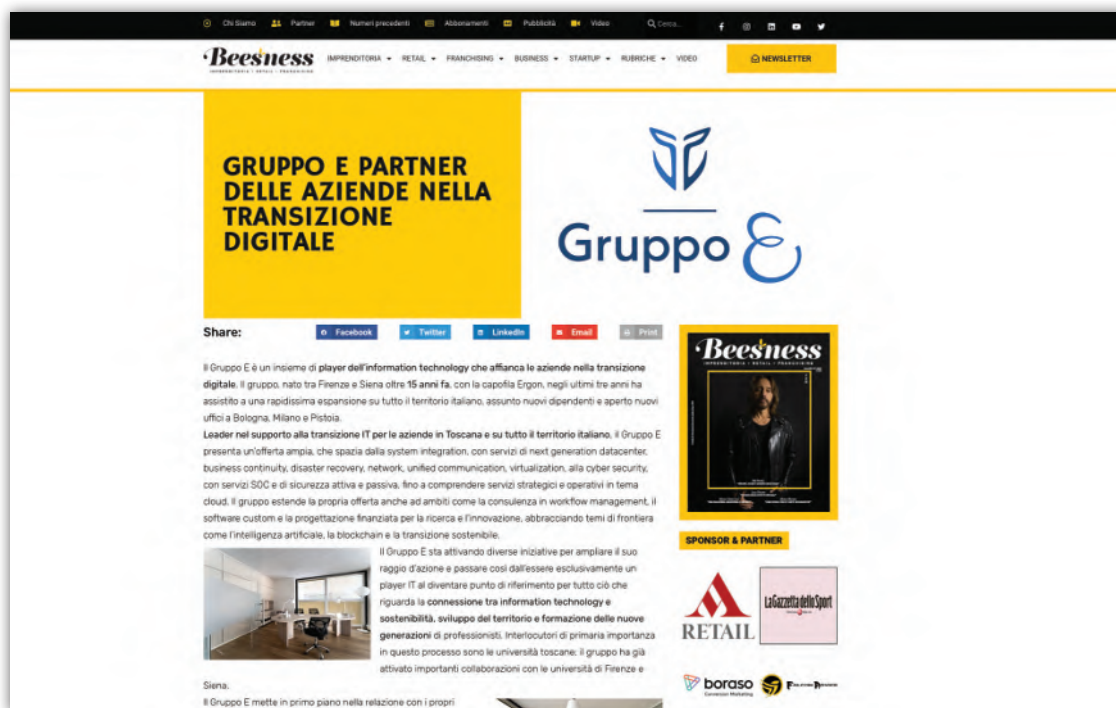 Chi Siamo Partner Numeri precedenti Abbonamenti Pubblicità Video Cerca...
Beesness
IMPRENDITORIA • RETAIL • FRANCHISING
IMPRENDITORIA RETAIL FRANCHISING BUSINESS STARTUP RUBRICHE VIDEO
NEWSLETTER
GRUPPO E PARTNER
DELLE AZIENDE NELLA
TRANSIZIONE
DIGITALE
Gruppo E
Share:
Facebook Twitter LinkedIn Email Print
Il Gruppo E è un insieme di player dell'information technology che affianca le aziende nella transizione
digitale. Il gruppo, nato tra Firenze e Siena oltre 15 anni fa, con la capofila Ergon, negli ultimi tre anni ha
assistito a una rapidissima espansione su tutto il territorio italiano, assunto nuovi dipendenti e aperto nuovi
uffici a Bologna, Milano e Pistoia.
Leader nel supporto alla transizione IT per le aziende in Toscana e su tutto il territorio italiano, il Gruppo E
presenta un'offerta ampia, che spazia dalla system integration, con servizi di next generation datacenter,
business continuity, disaster recovery, network, unified communication, virtualization, alla cyber security,
con servizi SOC e di sicurezza attiva e passiva, fino a comprendere servizi strategici e operativi in tema
cloud. Il gruppo estende la propria offerta anche ad ambiti come la consulenza in workflow management, il
software custom e la progettazione finanziata per la ricerca e l'innovazione, abbracciando temi di frontiera
come l'intelligenza artificiale, la blockchain e la transizione sostenibile.
Il Gruppo E sta attivando diverse iniziative per ampliare il suo
raggio d'azione e passare così dall'essere esclusivamente un
player IT al diventare punto di riferimento per tutto ciò che
riguarda la connessione tra information technology e
sostenibilità, sviluppo del territorio e formazione delle nuove
generazioni di professionisti. Interlocutori di primaria importanza
in questo processo sono le università toscane; il gruppo ha già
attivato importanti collaborazioni con le università di Firenze e
Siena.
Il Gruppo E mette in primo piano nella relazione con i propri
Beesness
IMPRENDITORIA • RETAIL • FRANCHISING
SPONSOR & PARTNER
RETAIL
La Gazzetta dello Sport
boraso
Conversion Marketing